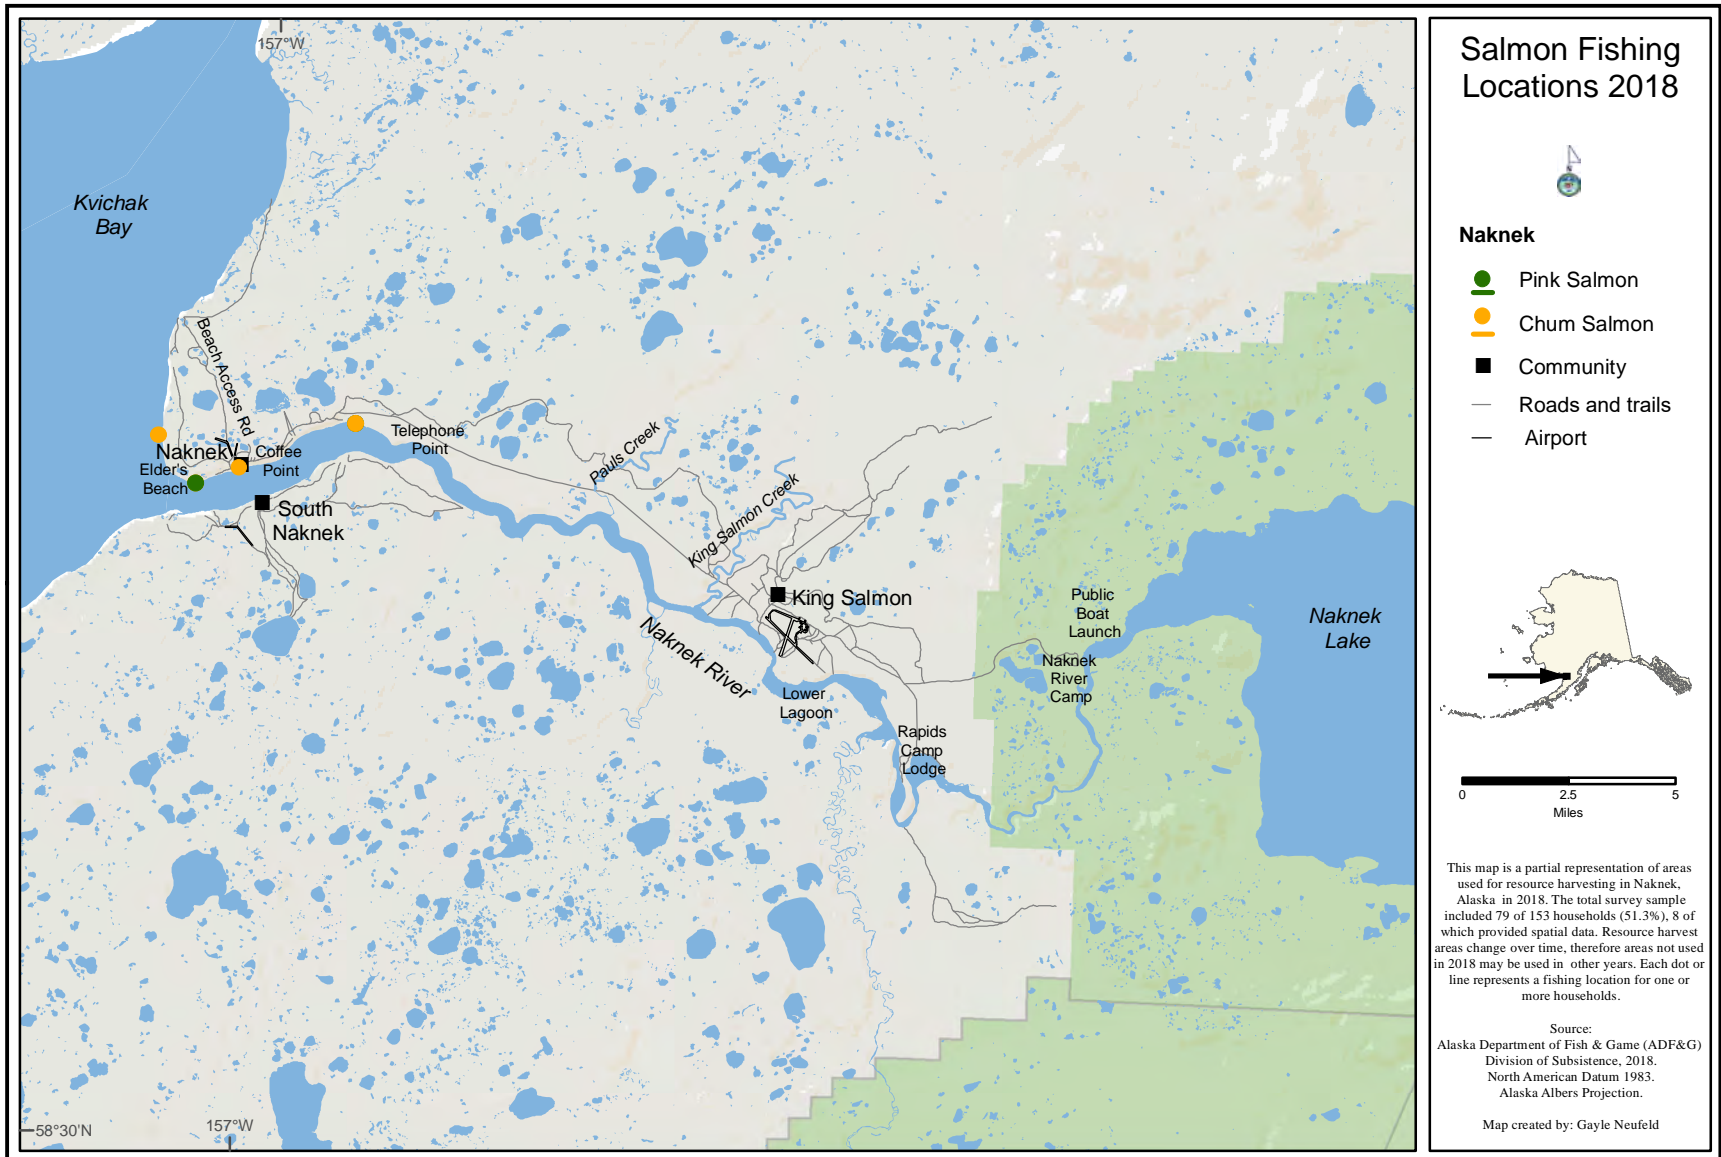 157°W
Kvichak
Bay
Beach Access Rd
Naknek
Elder's
Beach
Coffee
Point
Telephone
Point
South
Naknek
Pauls Creek
King Salmon Creek
King Salmon
Naknek River
Lower
Lagoon
Rapids
Camp
Lodge
Public
Boat
Launch
Naknek
River
Camp
Naknek
Lake
58°30'N
157°W
Salmon Fishing
Locations 2018
Naknek
Pink Salmon
Chum Salmon
Community
Roads and trails
Airport
0 2.5 5
Miles
This map is a partial representation of areas
used for resource harvesting in Naknek,
Alaska in 2018. The total survey sample
included 79 of 153 households (51.3%), 8 of
which provided spatial data. Resource harvest
areas change over time, therefore areas not used
in 2018 may be used in other years. Each dot or
line represents a fishing location for one or
more households.
Source:
Alaska Department of Fish & Game (ADF&G)
Division of Subsistence, 2018.
North American Datum 1983.
Alaska Albers Projection.
Map created by: Gayle Neufeld